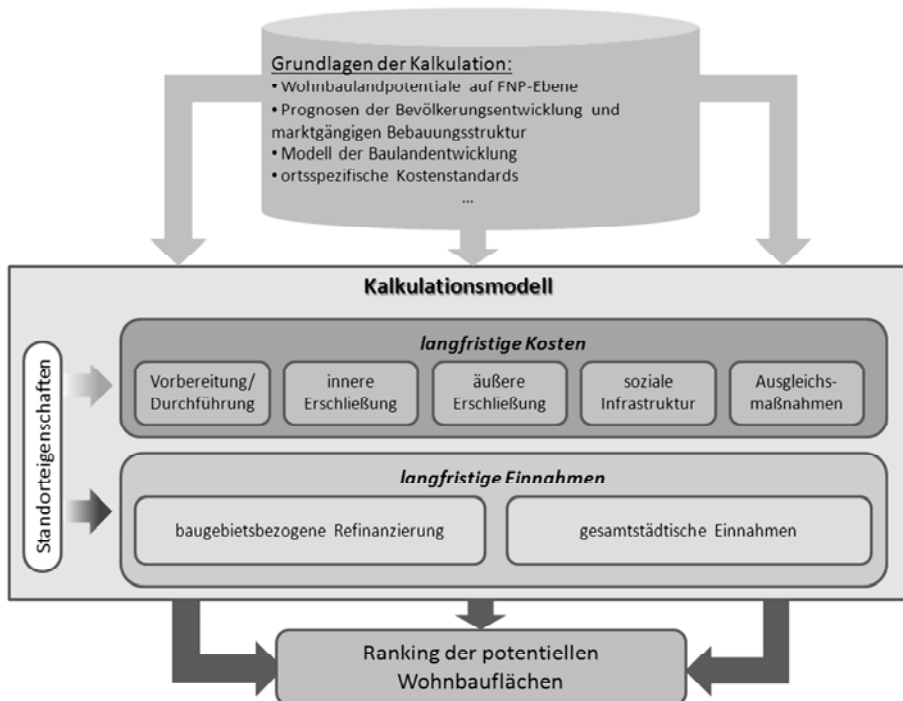 Grundlagen der Kalkulation:
• Wohnbaulandpotentiale auf FNP-Ebene
• Prognosen der Bevölkerungsentwicklung und
marktgängigen Bebauungsstruktur
• Modell der Baulandentwicklung
• ortsspezifische Kostenstandards
...
Kalkulationsmodell
Standorteigenschaften
langfristige Kosten
Vorbereitung/
Durchführung
innere
Erschließung
äußere
Erschließung
soziale
Infrastruktur
Ausgleichs-
maßnahmen
langfristige Einnahmen
baugebietsbezogene Refinanzierung
gesamtstädtische Einnahmen
Ranking der potentiellen
Wohnbauflächen